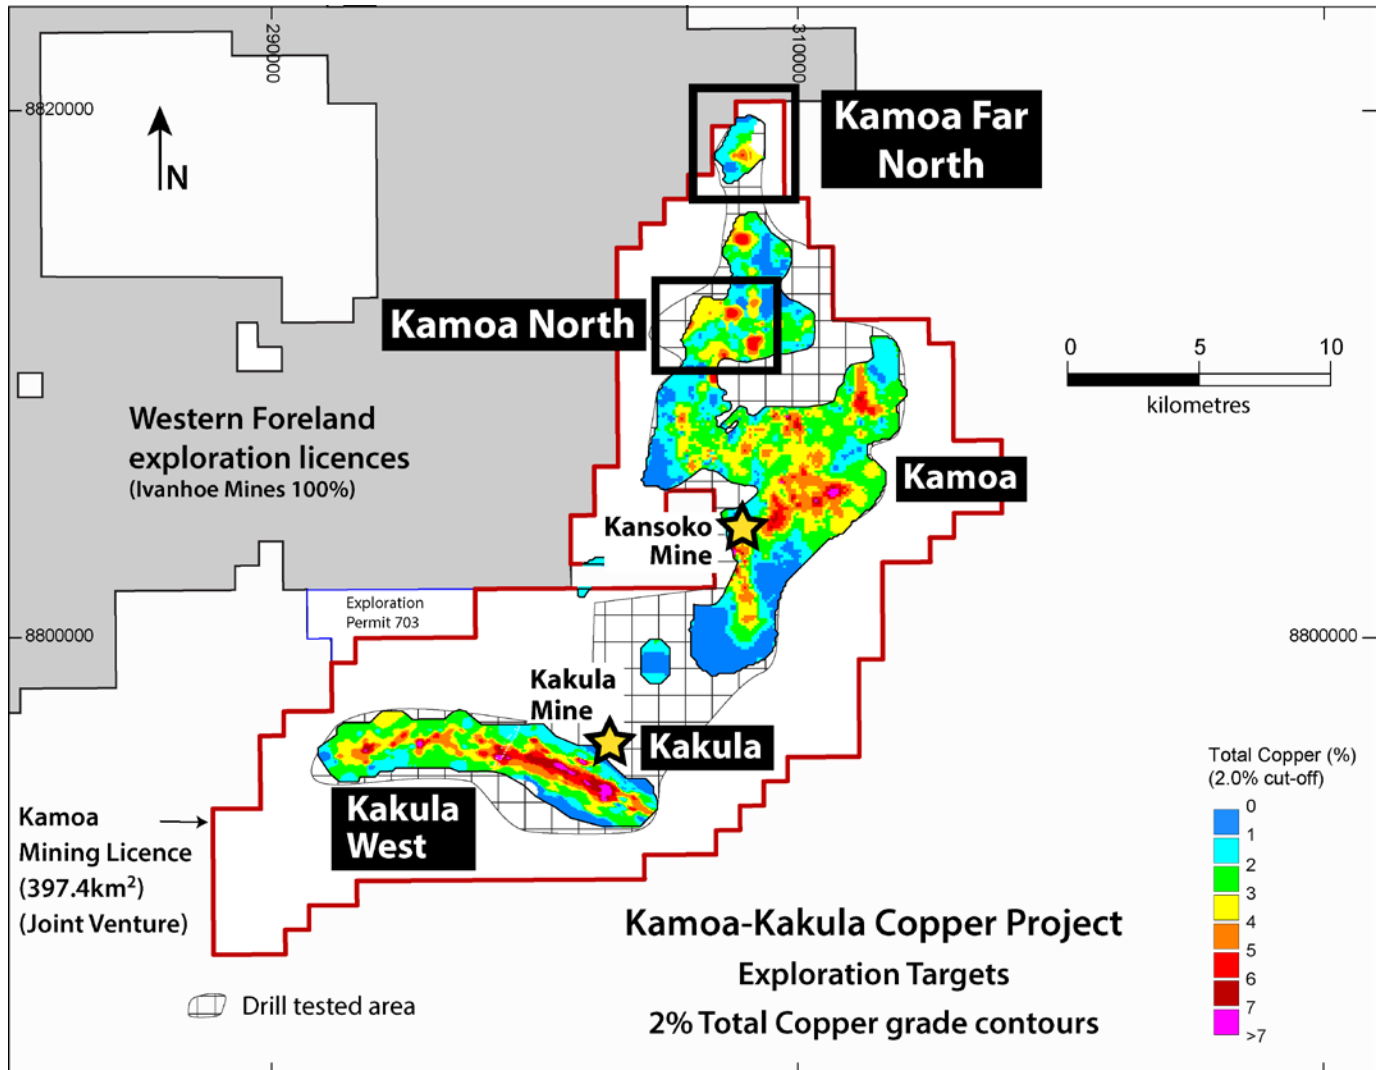 290000
310000
8820000
Kamoa Far
North
N
Kamoa North
0 5 10
kilometres
Western Foreland
exploration licences
(Ivanhoe Mines 100%)
Kamoa
Kansoko
Mine
Exploration
Permit 703
8800000
8800000
Kakula
Mine
Kakula
Kakula
West
Kamoa
Mining Licence
(397.4km²)
(Joint Venture)
Total Copper (%)
(2.0% cut-off)
0
1
2
3
4
5
6
7
>7
Kamoa-Kakula Copper Project
Exploration Targets
2% Total Copper grade contours
Drill tested area